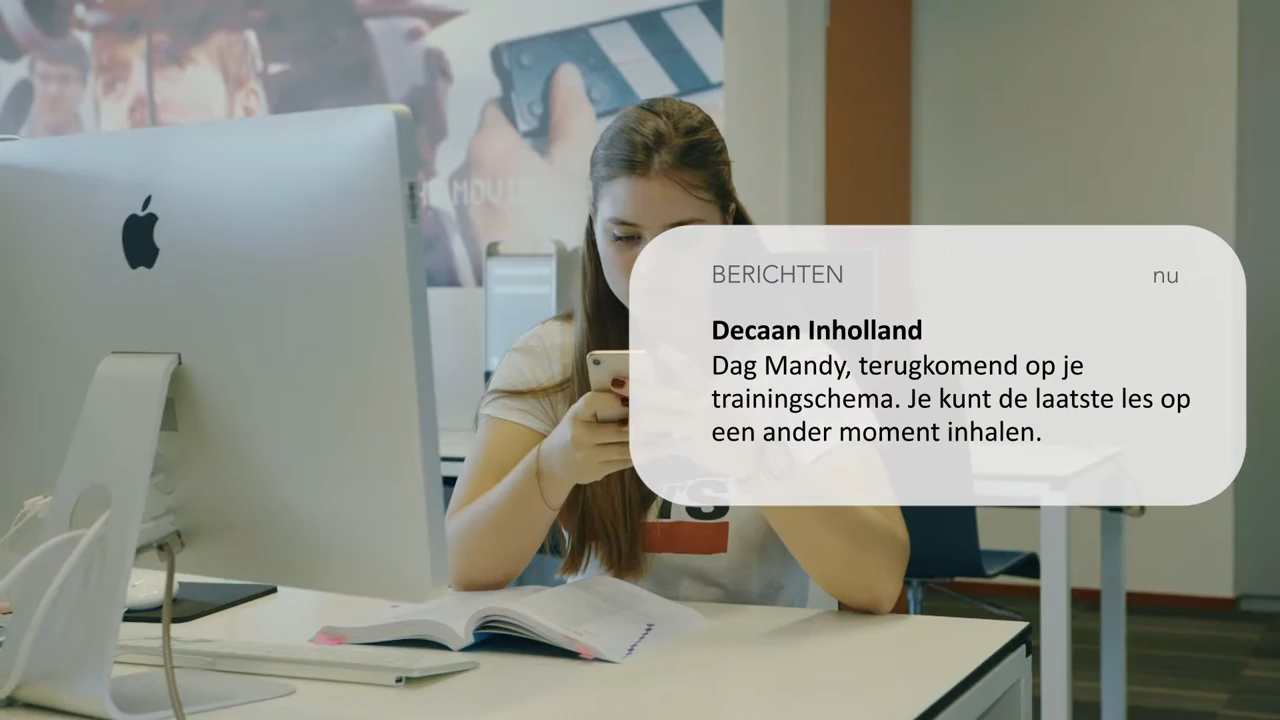 BERICHTEN nu
Decaan Inholland
Dag Mandy, terugkomend op je
trainingschema. Je kunt de laatste les op
een ander moment inhalen.
MOVIE